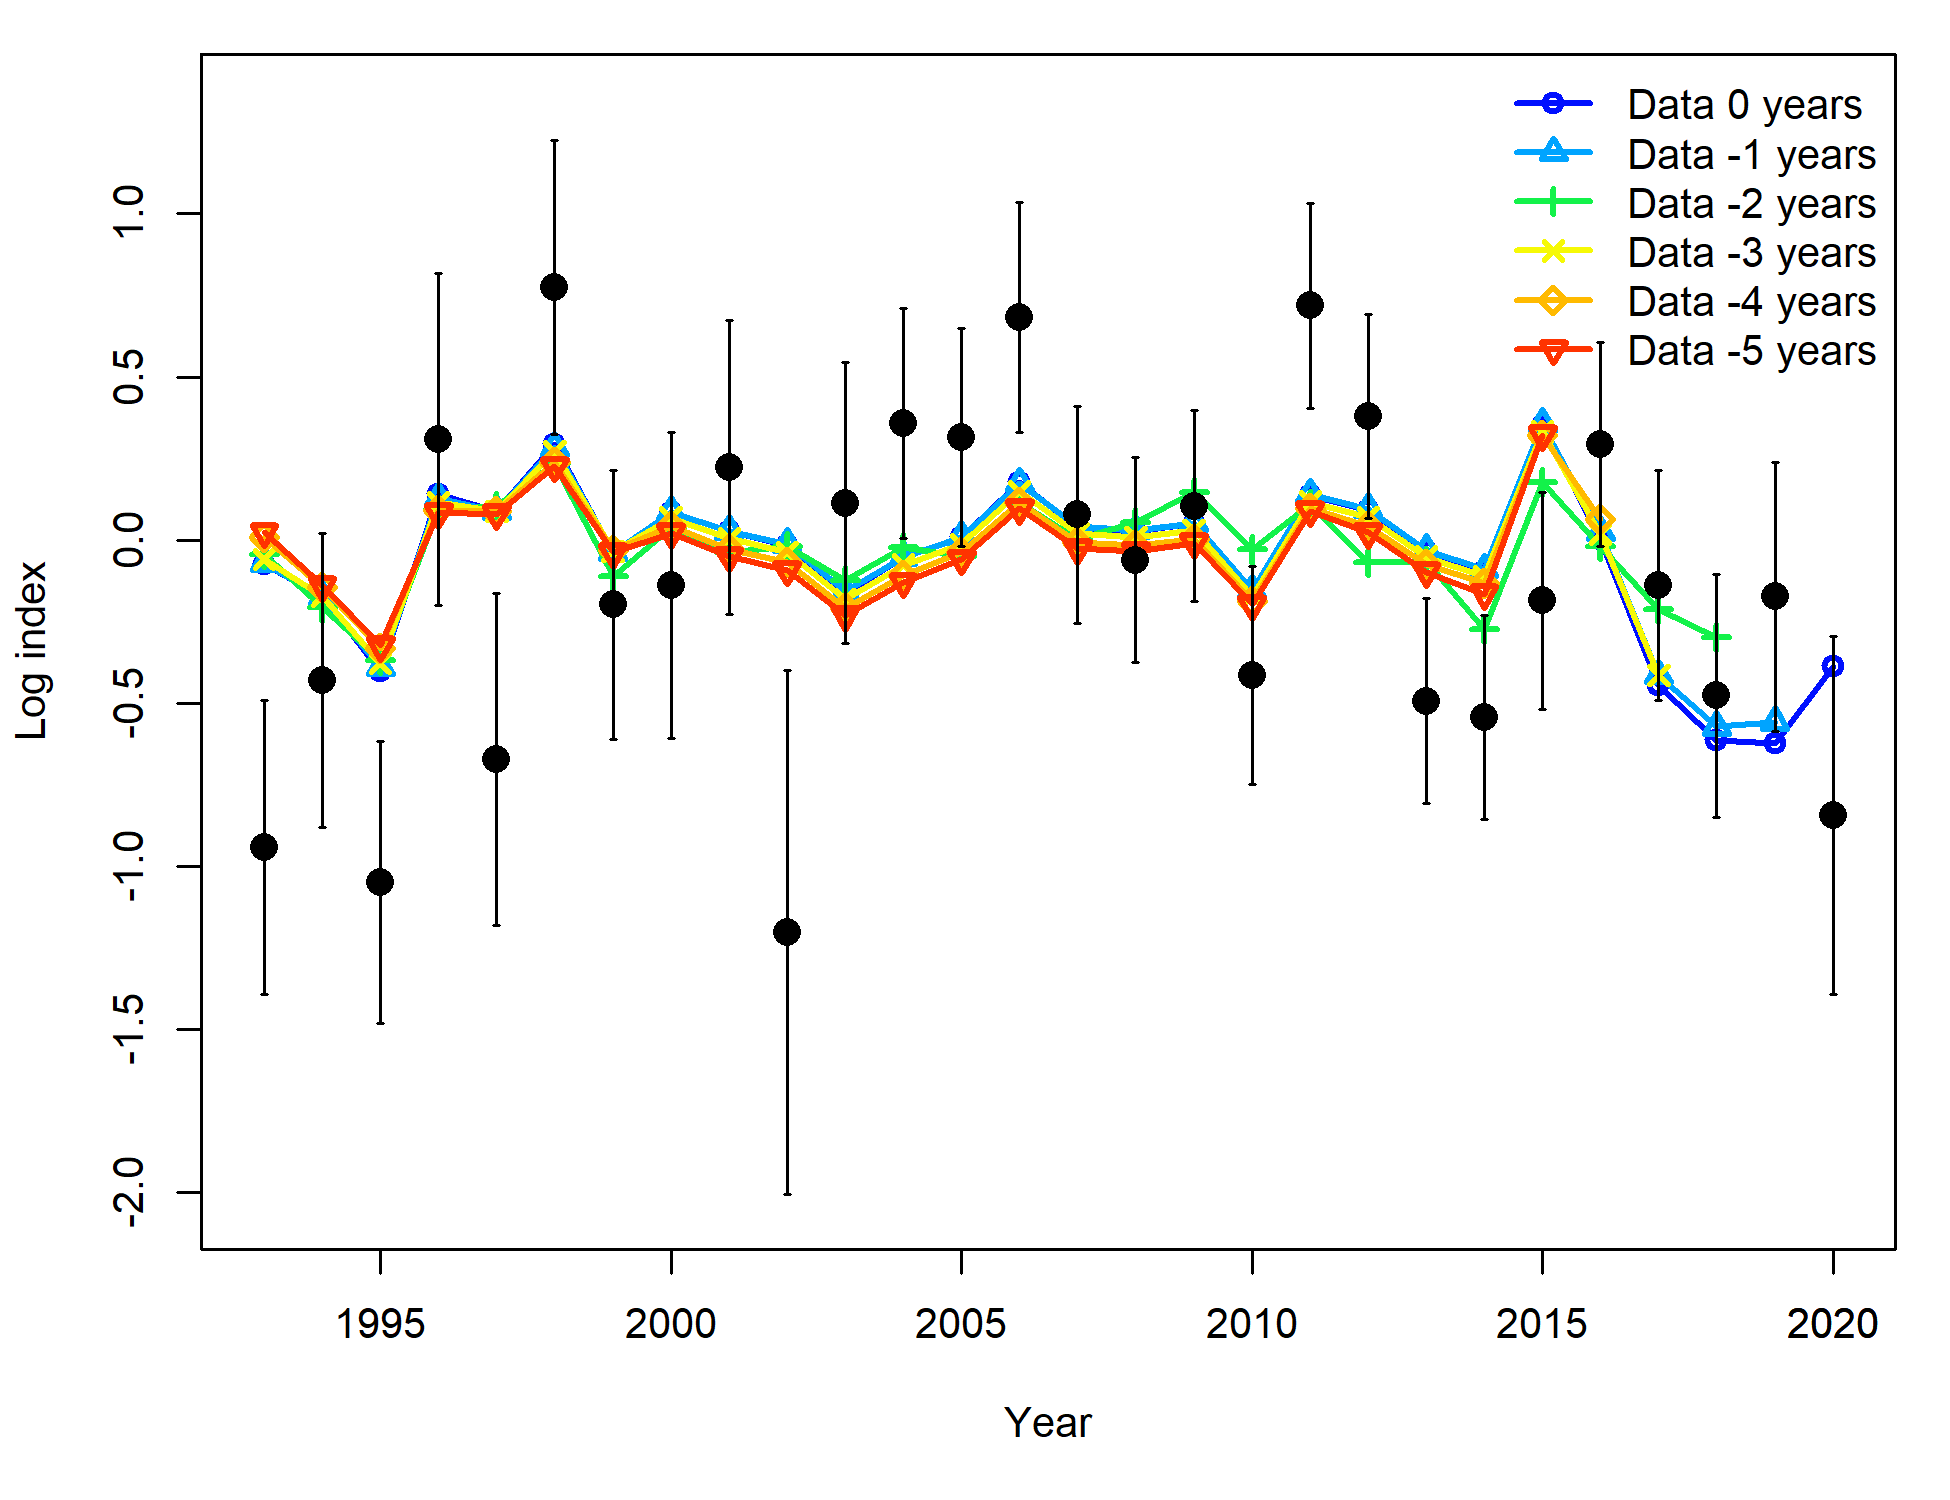 Data 0 years
Data -1 years
Data -2 years
Data -3 years
Data -4 years
Data -5 years
1.0
0.5
0.0
-0.5
-1.0
-1.5
-2.0
Log index
1995 2000 2005 2010 2015 2020
Year